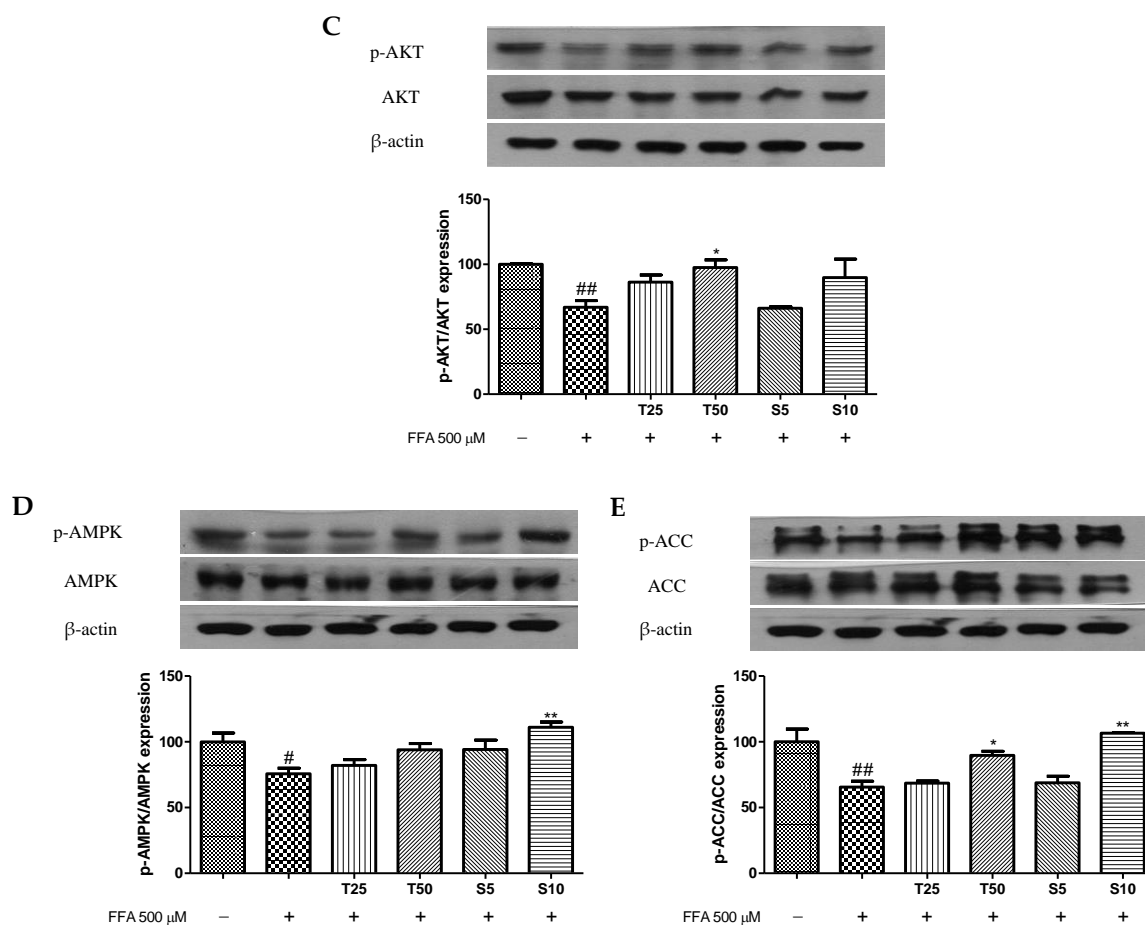 C
p-AKT
AKT
β-actin
p-AKT/AKT expression
150
100
50
0
##
*
T25 T50 S5 S10
FFA 500 μM − + + + + +
D
p-AMPK
AMPK
β-actin
p-AMPK/AMPK expression
150
100
50
0
#
**
T25 T50 S5 S10
FFA 500 μM − + + + + +
E
p-ACC
ACC
β-actin
p-ACC/ACC expression
150
100
50
0
##
*
**
T25 T50 S5 S10
FFA 500 μM − + + + + +